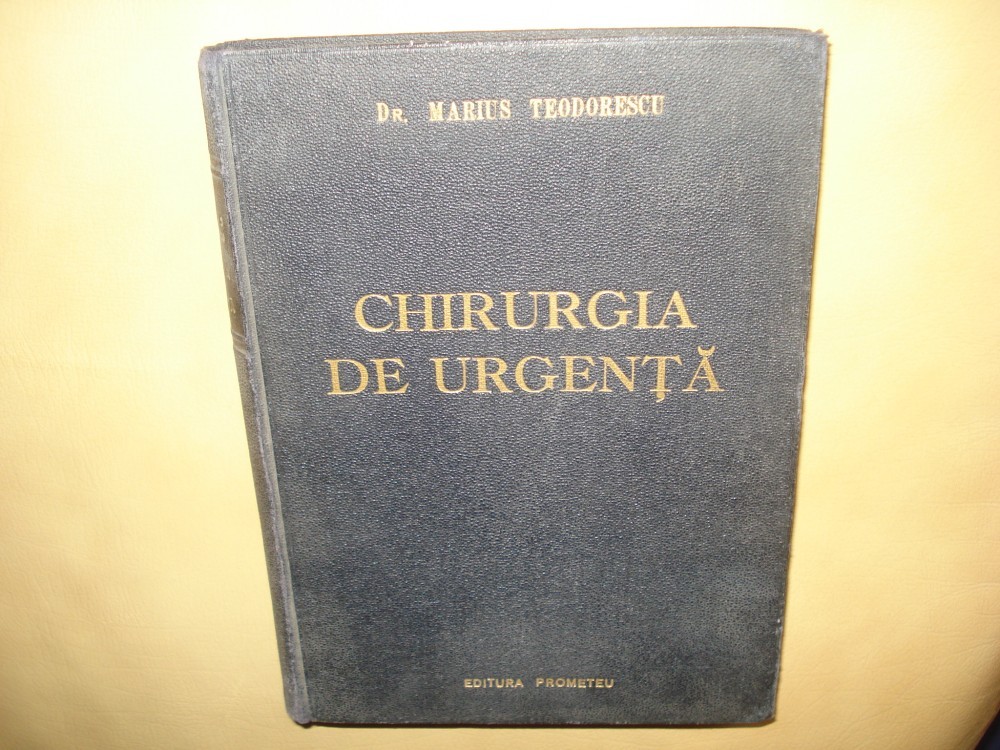 DR. MARIUS TEODORESCU
CHIRURGIA
DE URGENȚĂ
EDITURA PROMETEU